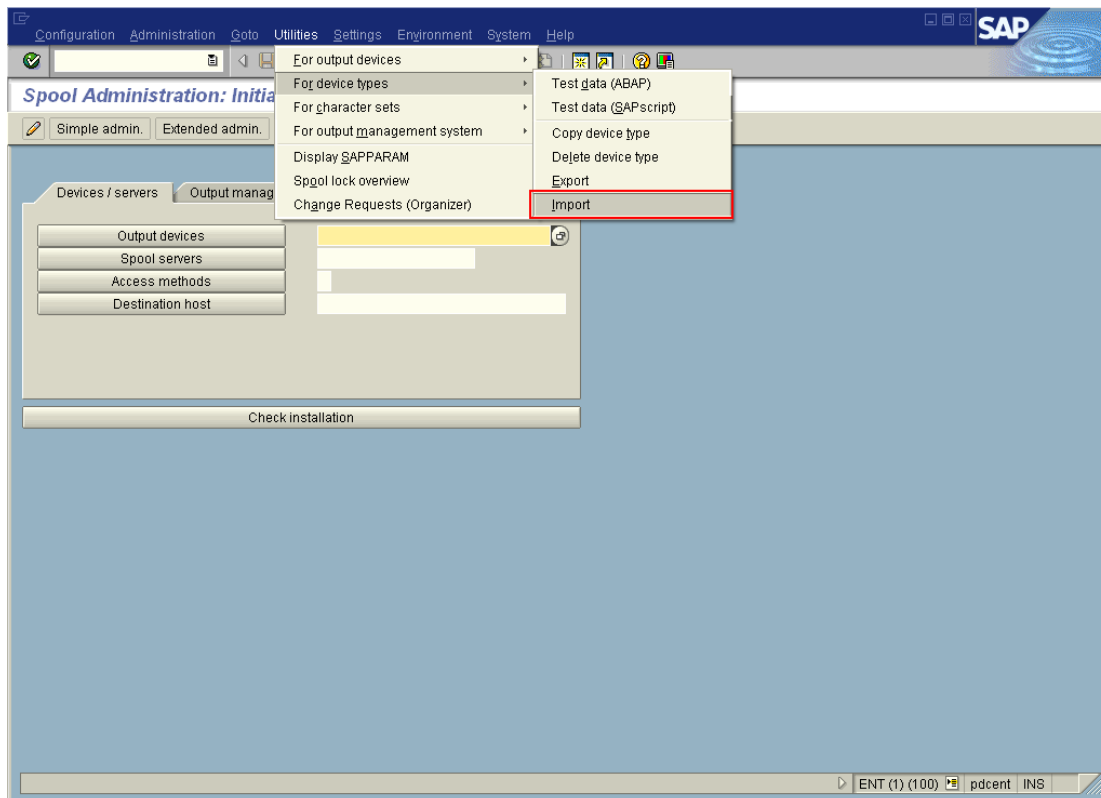 Configuration Administration Goto Utilities Settings Environment System Help
SAP
For output devices
For device types
For character sets
For output management system
Display SAPPARAM
Spool lock overview
Change Requests (Organizer)
Test data (ABAP)
Test data (SAPscript)
Copy device type
Delete device type
Export
Import
Spool Administration: Initia
Simple admin. Extended admin.
Devices / servers Output manag
Output devices
Spool servers
Access methods
Destination host
Check installation
ENT (1) (100) pdcent INS